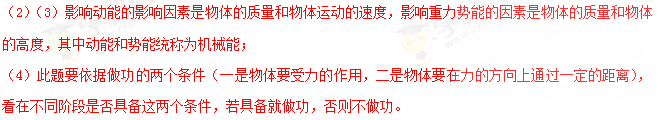 （2）（3）影响动能的影响因素是物体的质量和物体运动的速度，影响重力势能的因素是物体的质量和物体
的高度，其中动能和势能统称为机械能；
（4）此题要依据做功的两个条件（一是物体要受力的作用，二是物体要在力的方向上通过一定的距离），
看在不同阶段是否具备这两个条件，若具备就做功，否则不做功。